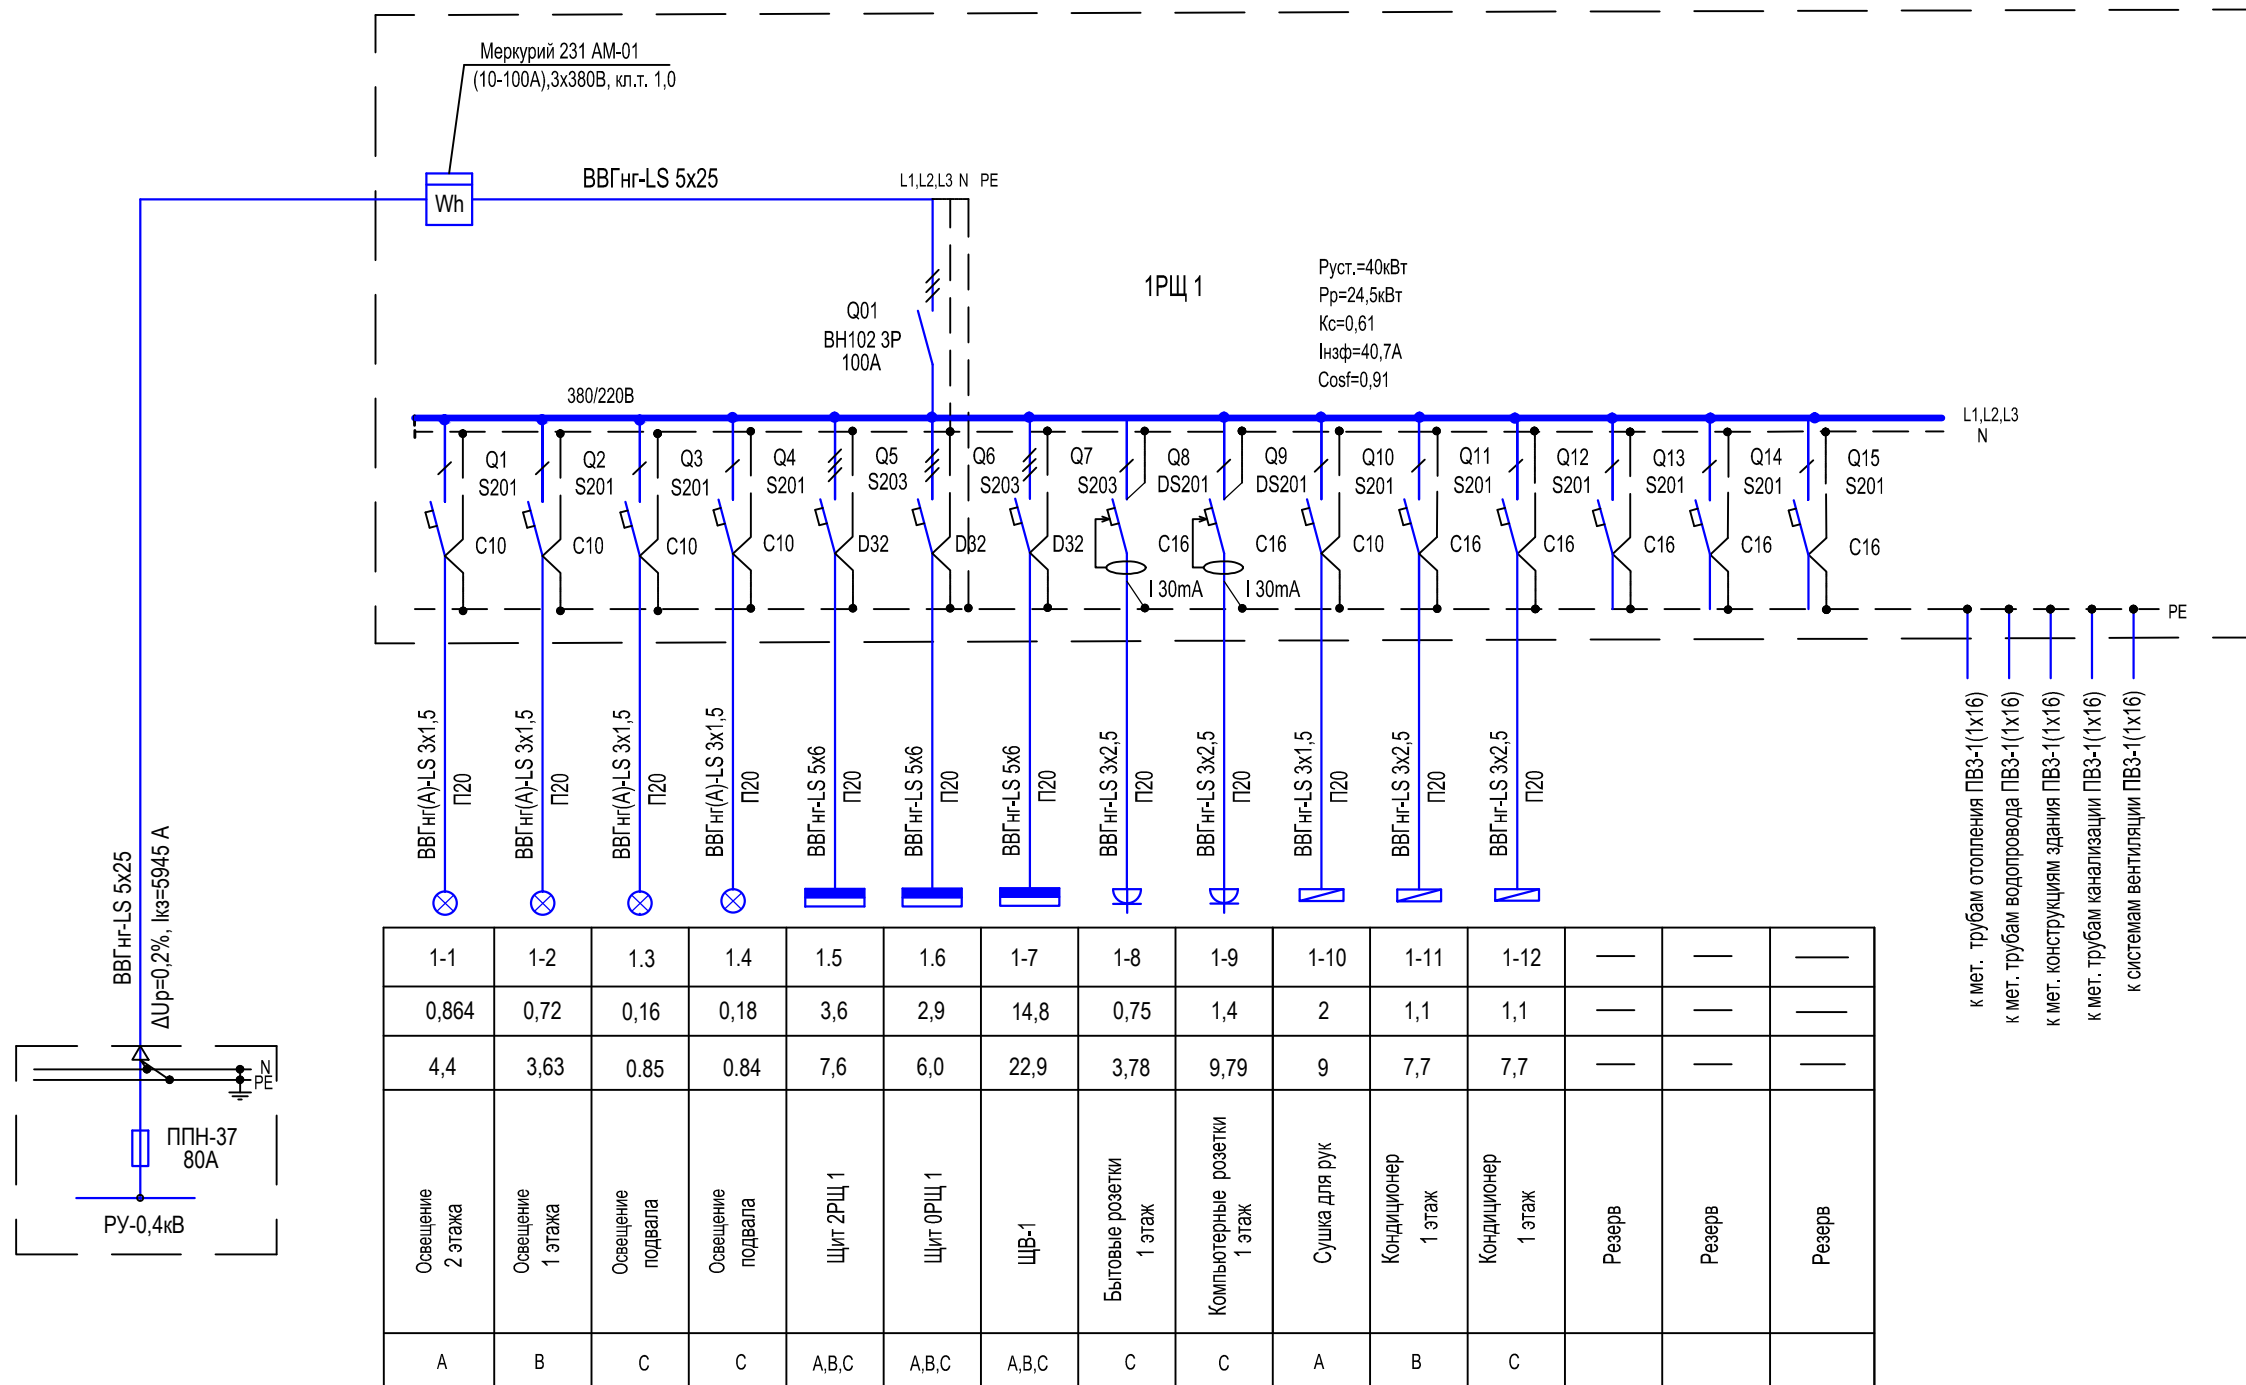 Меркурий 231 АМ-01
(10-100А),3х380В, кл.т. 1,0
Wh
ВВГнг-LS 5х25
L1,L2,L3 N PE
Q01
ВН102 3Р
100А
1РЩ 1
Руст.=40кВт
Рр=24,5кВт
Кс=0,61
Iнзф=40,7А
Cosf=0,91
380/220В
L1,L2,L3
N
Q1
S201
C10
Q2
S201
C10
Q3
S201
C10
Q4
S201
C10
Q5
S203
D32
Q6
S203
D32
Q7
S203
D32
Q8
DS201
C16
I 30mA
Q9
DS201
C16
I 30mA
Q10
S201
C10
Q11
S201
C16
Q12
S201
C16
Q13
S201
C16
Q14
S201
C16
Q15
S201
C16
PE
ВВГнг(А)-LS 3х1,5
П20
ВВГнг(А)-LS 3х1,5
П20
ВВГнг(А)-LS 3х1,5
П20
ВВГнг(А)-LS 3х1,5
П20
ВВГнг-LS 5х6
П20
ВВГнг-LS 5х6
П20
ВВГнг-LS 5х6
П20
ВВГнг-LS 3х2,5
П20
ВВГнг-LS 3х2,5
П20
ВВГнг-LS 3х1,5
П20
ВВГнг-LS 3х2,5
П20
ВВГнг-LS 3х2,5
П20
к мет. трубам отопления ПВ3-1(1х16)
к мет. трубам водопровода ПВ3-1(1х16)
к мет. конструкциям здания ПВ3-1(1х16)
к мет. трубам канализации ПВ3-1(1х16)
к системам вентиляции ПВ3-1(1х16)
ВВГнг-LS 5х25
ΔUр=0,2%, Iкз=5945 А
N
PE
ППН-37
80А
РУ-0,4кВ
1-1 1-2 1.3 1.4 1.5 1.6 1-7 1-8 1-9 1-10 1-11 1-12 — — —
0,864 0,72 0,16 0,18 3,6 2,9 14,8 0,75 1,4 2 1,1 1,1 — — —
4,4 3,63 0.85 0.84 7,6 6,0 22,9 3,78 9,79 9 7,7 7,7 — — —
Освещение
2 этажа
Освещение
1 этажа
Освещение
подвала
Освещение
подвала
Щит 2РЩ 1
Щит 0РЩ 1
ЩВ-1
Бытовые розетки
1 этаж
Компьютерные розетки
1 этаж
Сушка для рук
Кондиционер
1 этаж
Кондиционер
1 этаж
Резерв
Резерв
Резерв
A B C C A,B,C A,B,C A,B,C C C A B C